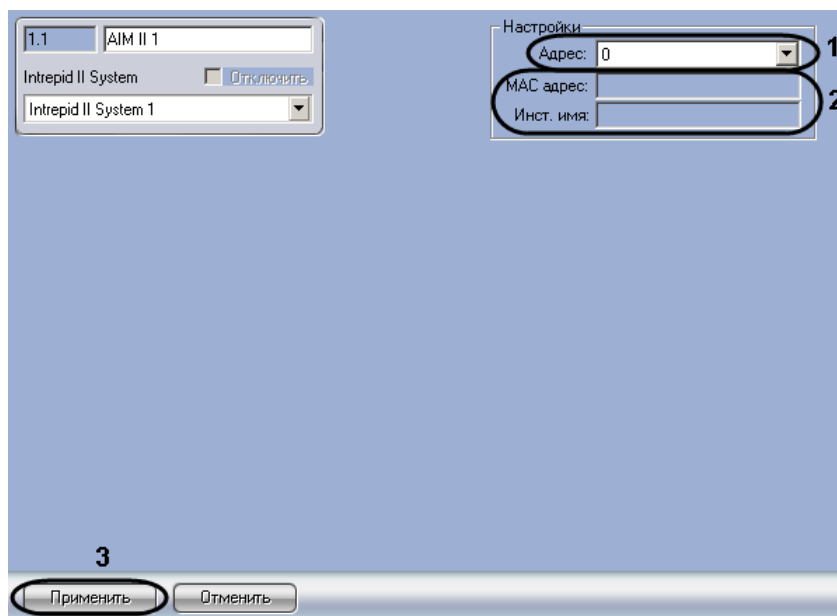 1.1
AIM II 1
Intrepid II System
Отключить
Intrepid II System 1
Настройки
Адрес: 0
1
MAC адрес:
2
Инст. имя:
3
Применить
Отменить